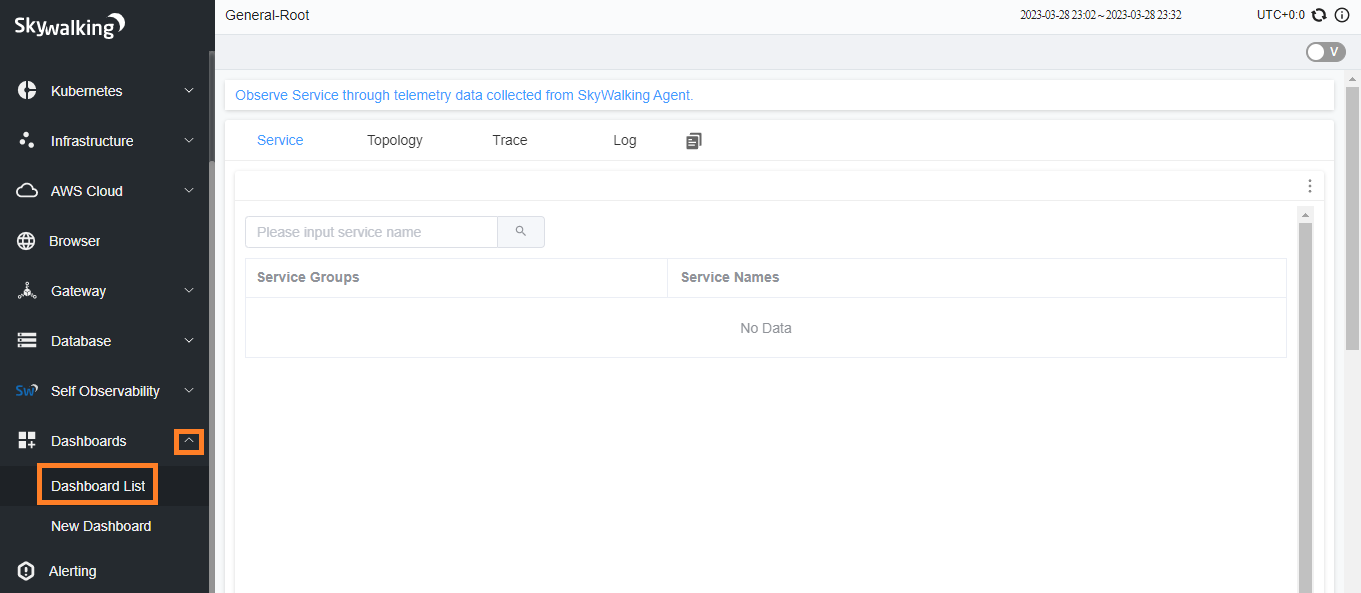 Skywalking
Kubernetes
Infrastructure
AWS Cloud
Browser
Gateway
Database
Sw Self Observability
Dashboards
Dashboard List
New Dashboard
Alerting
General-Root 2023-03-28 23:02 ~ 2023-03-28 23:32 UTC+0:0
V
Observe Service through telemetry data collected from SkyWalking Agent.
Service Topology Trace Log
Please input service name
Service Groups Service Names
No Data